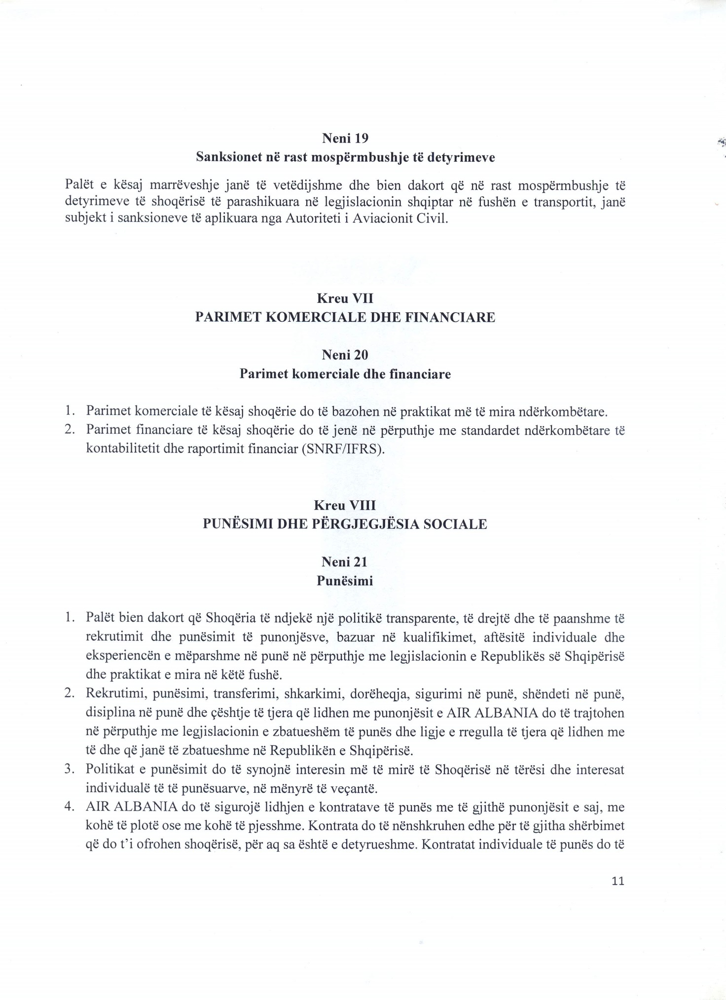 Neni 19
Sanksionet në rast mospërmbushje të detyrimeve
Palët e kësaj marrëveshje janë të vetëdijshme dhe bien dakort që në rast mospërmbushje të
detyrimeve të shoqërisë të parashikuara në legjislacionin shqiptar në fushën e transportit, janë
subjekt i sanksioneve të aplikuara nga Autoriteti i Aviacionit Civil.
Kreu VII
PARIMET KOMERCIALE DHE FINANCIARE
Neni 20
Parimet komerciale dhe financiare
1. Parimet komerciale të kësaj shoqërie do të bazohen në praktikat më të mira ndërkombëtare.
2. Parimet financiare të kësaj shoqërie do të jenë në përputhje me standardet ndërkombëtare të
kontabilitetit dhe raportimit financiar (SNRF/IFRS).
Kreu VIII
PUNËSIMI DHE PËRGJEGJËSIA SOCIALE
Neni 21
Punësimi
1. Palët bien dakort që Shoqëria të ndjekë një politikë transparente, të drejtë dhe të paanshme të
rekrutimit dhe punësimit të punonjësve, bazuar në kualifikimet, aftësitë individuale dhe
eksperiencën e mëparshme në punë në përputhje me legjislacionin e Republikës së Shqipërisë
dhe praktikat e mira në këtë fushë.
2. Rekrutimi, punësimi, transferimi, shkarkimi, dorëheqja, sigurimi në punë, shëndeti në punë,
disiplina në punë dhe çështje të tjera që lidhen me punonjësit e AIR ALBANIA do të trajtohen
në përputhje me legjislacionin e zbatueshëm të punës dhe ligje e rregulla të tjera që lidhen me
të dhe që janë të zbatueshme në Republikën e Shqipërisë.
3. Politikat e punësimit do të synojnë interesin më të mirë të Shoqërisë në tërësi dhe interesat
individualë të të punësuarve, në mënyrë të veçantë.
4. AIR ALBANIA do të sigurojë lidhjen e kontratave të punës me të gjithë punonjësit e saj, me
kohë të plotë ose me kohë të pjesshme. Kontrata do të nënshkruhen edhe për të gjitha shërbimet
që do t’i ofrohen shoqërisë, për aq sa është e detyrueshme. Kontratat individuale të punës do të
11